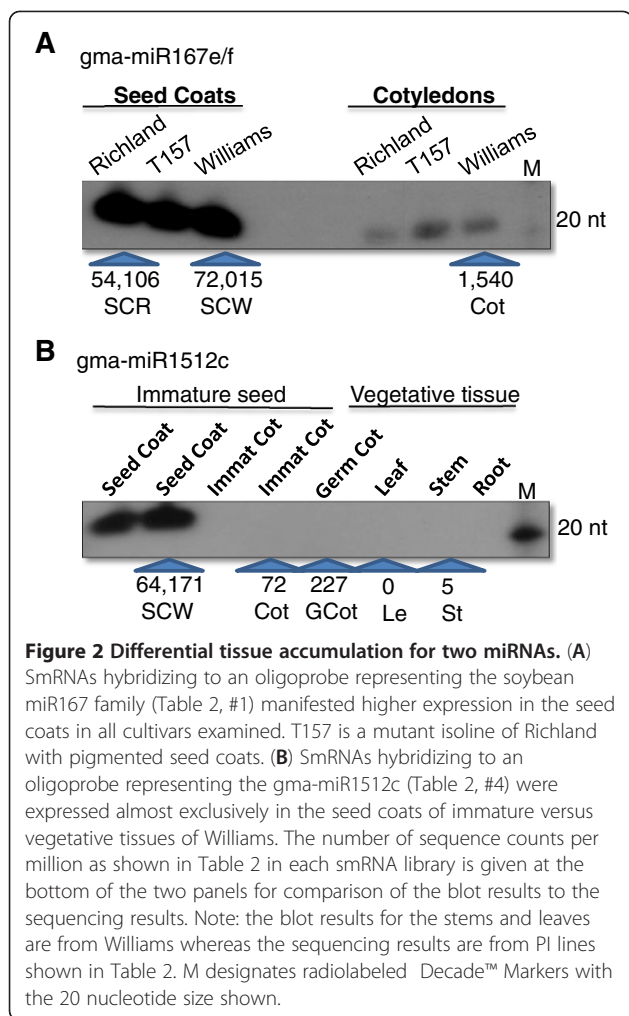 A gma-miR167e/f
Seed Coats Cotyledons
Richland T157 Williams Richland T157 Williams M
20 nt
54,106 72,015 1,540
SCR SCW Cot
B gma-miR1512c
Immature seed Vegetative tissue
Seed Coat Seed Coat Immat Cot Immat Cot Germ Cot Leaf Stem Root M
20 nt
64,171 72 227 0 5
SCW Cot GCot Le St
Figure 2 Differential tissue accumulation for two miRNAs. (A)
SmRNAs hybridizing to an oligoprobe representing the soybean
miR167 family (Table 2, #1) manifested higher expression in the seed
coats in all cultivars examined. T157 is a mutant isoline of Richland
with pigmented seed coats. (B) SmRNAs hybridizing to an
oligoprobe representing the gma-miR1512c (Table 2, #4) were
expressed almost exclusively in the seed coats of immature versus
vegetative tissues of Williams. The number of sequence counts per
million as shown in Table 2 in each smRNA library is given at the
bottom of the two panels for comparison of the blot results to the
sequencing results. Note: the blot results for the stems and leaves
are from Williams whereas the sequencing results are from PI lines
shown in Table 2. M designates radiolabeled Decade™ Markers with
the 20 nucleotide size shown.